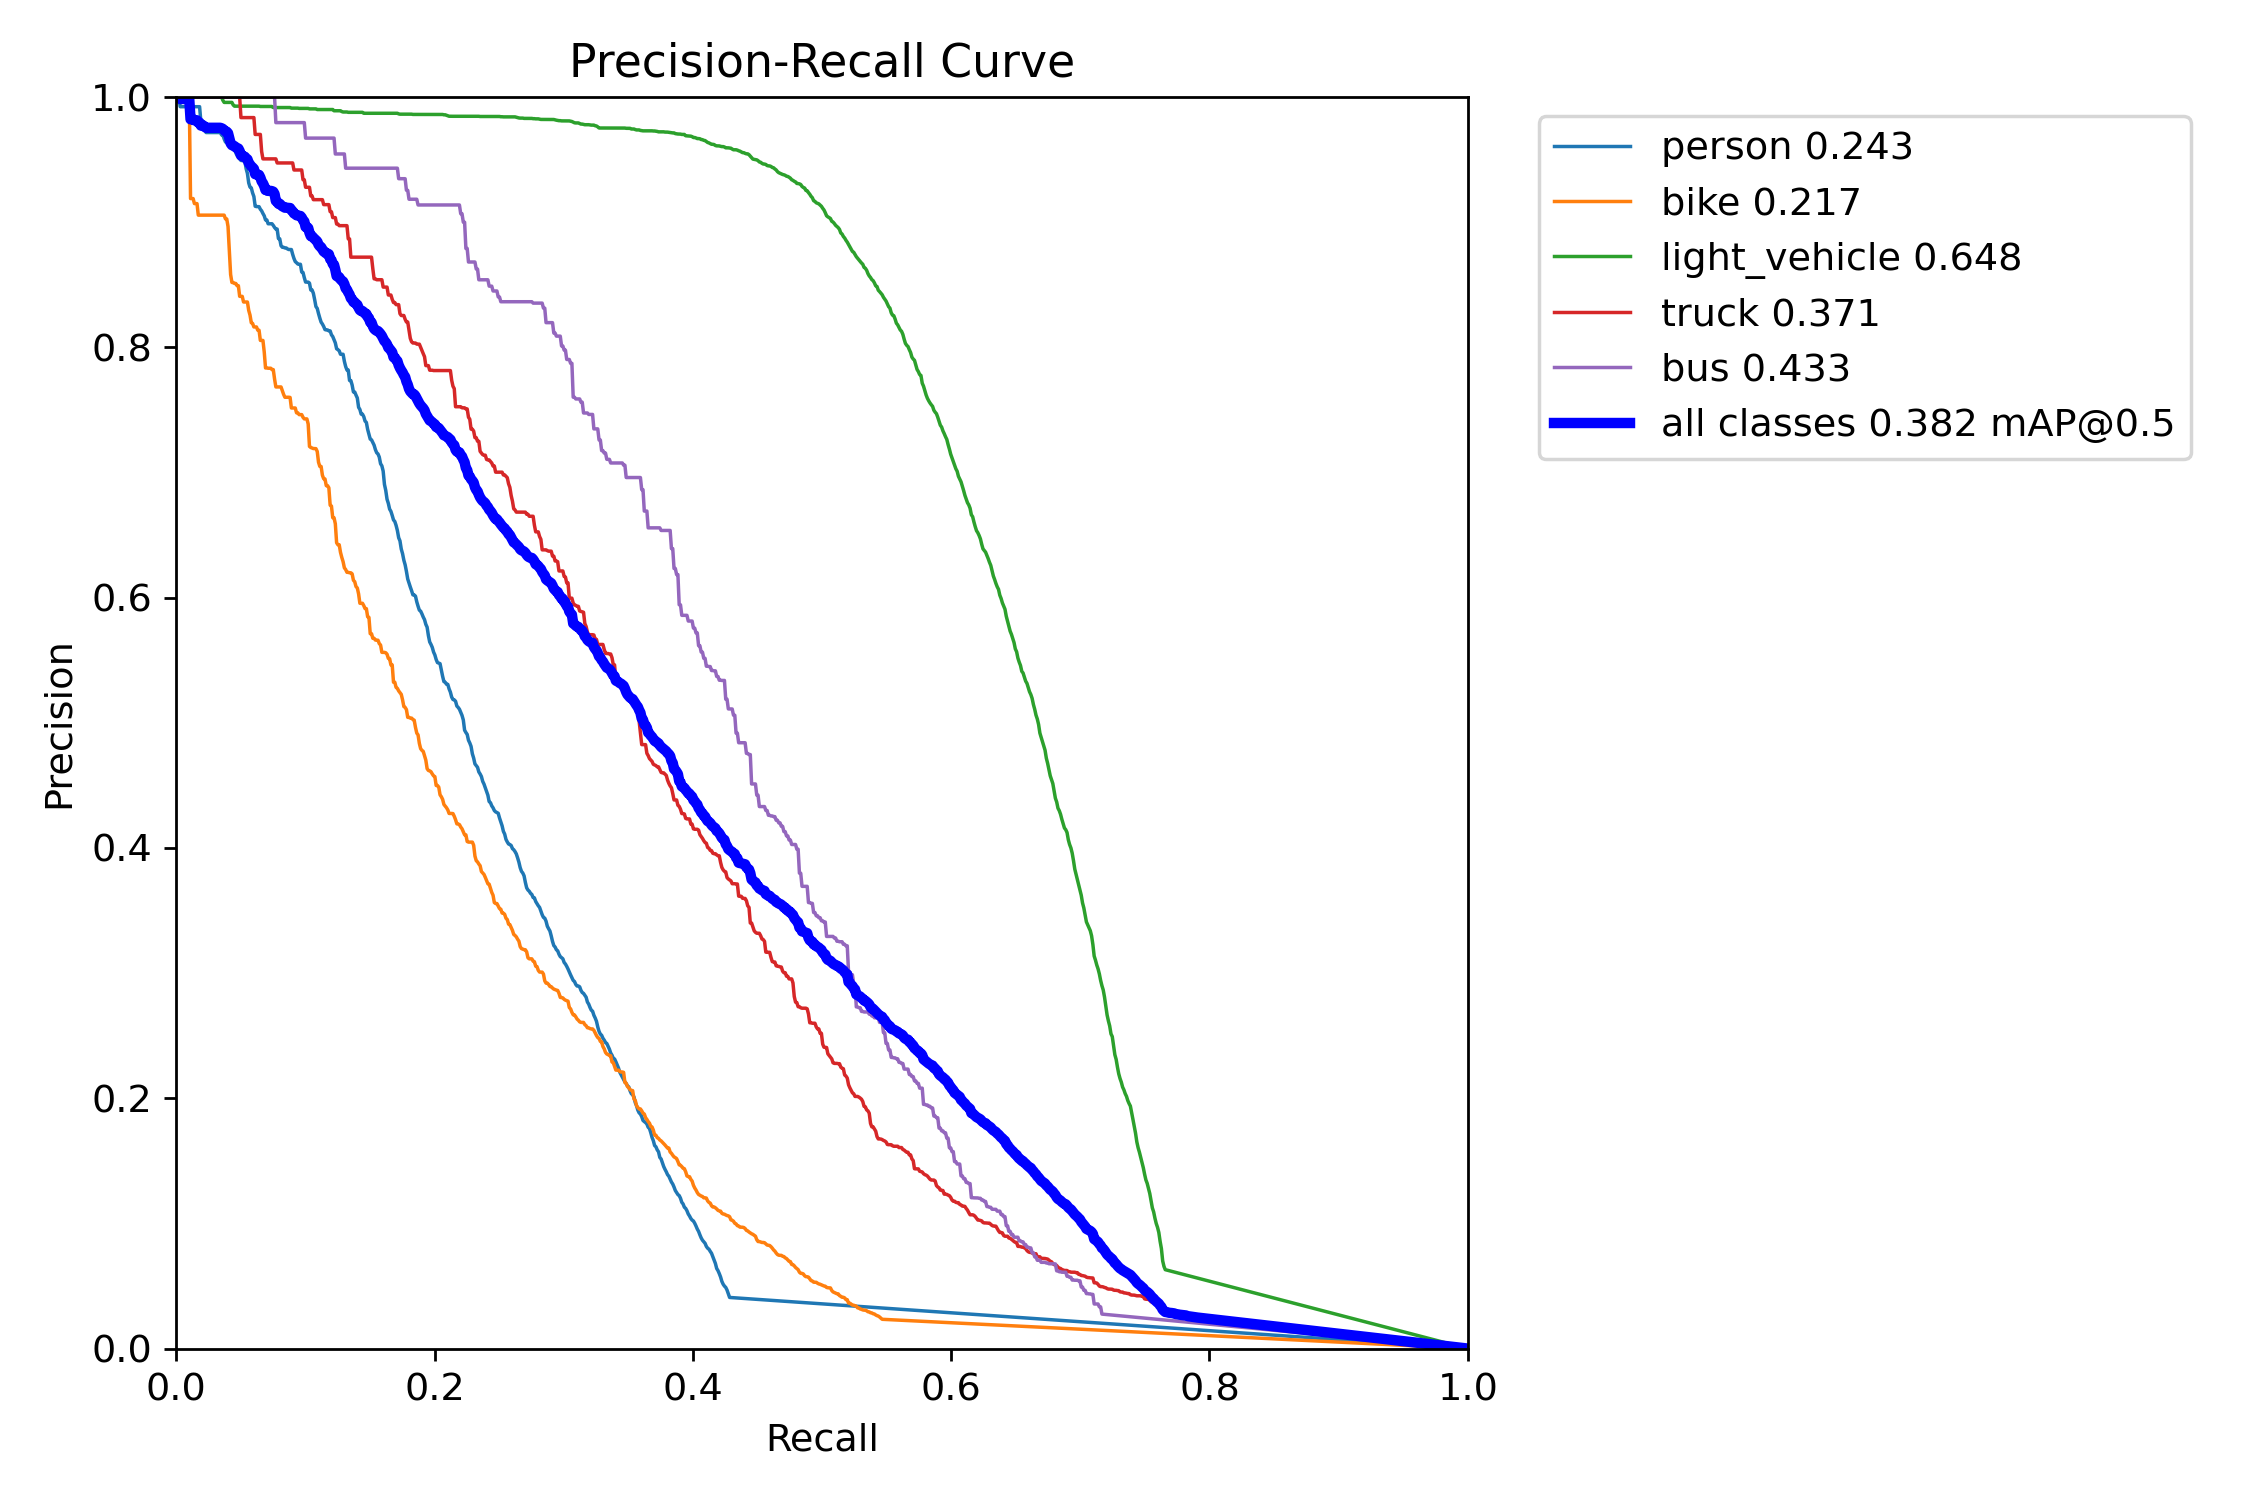 Precision-Recall Curve
1.0
0.8
0.6
0.4
0.2
0.0
Precision
0.0 0.2 0.4 0.6 0.8 1.0
Recall
person 0.243
bike 0.217
light_vehicle 0.648
truck 0.371
bus 0.433
all classes 0.382 mAP@0.5